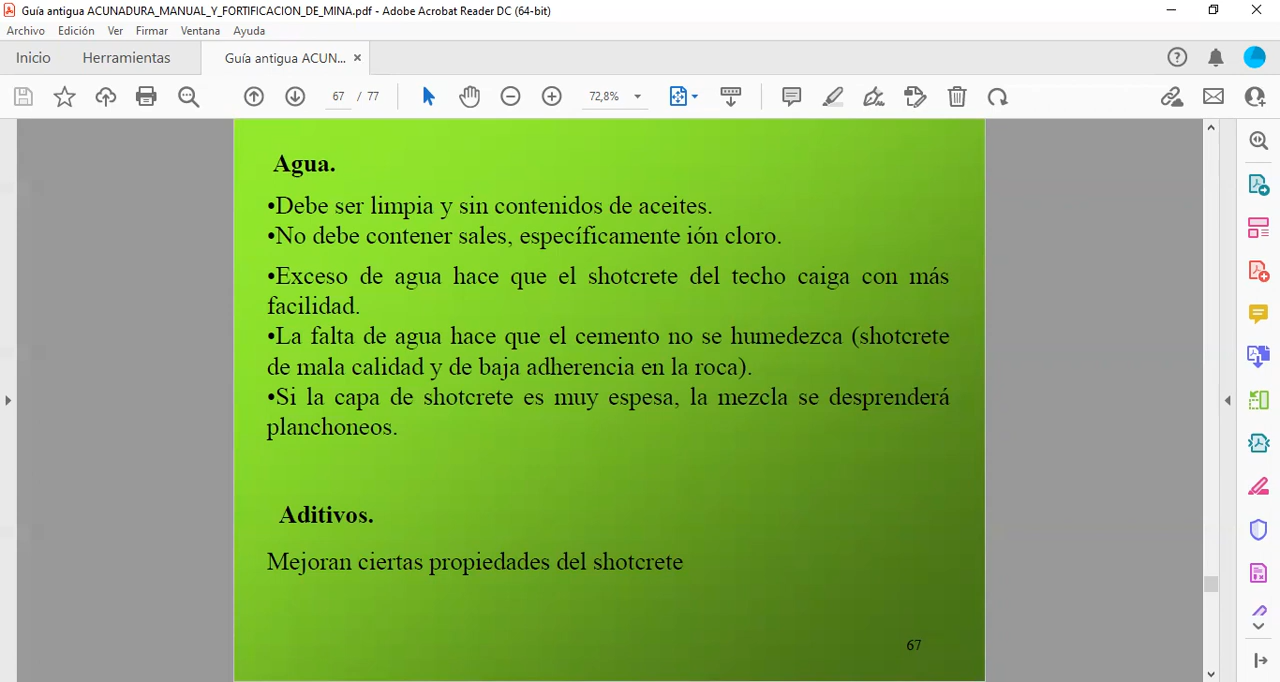 Guía antigua ACUNADURA_MANUAL_Y_FORTIFICACION_DE_MINA.pdf - Adobe Acrobat Reader DC (64-bit)
Archivo Edición Ver Firmar Ventana Ayuda
Inicio Herramientas Guía antigua ACUN... ×
67 / 77 72,8%
Agua.
•Debe ser limpia y sin contenidos de aceites.
•No debe contener sales, específicamente ión cloro.
•Exceso de agua hace que el shotcrete del techo caiga con más
facilidad.
•La falta de agua hace que el cemento no se humedezca (shotcrete
de mala calidad y de baja adherencia en la roca).
•Si la capa de shotcrete es muy espesa, la mezcla se desprenderá
planchoneos.
Aditivos.
Mejoran ciertas propiedades del shotcrete
67